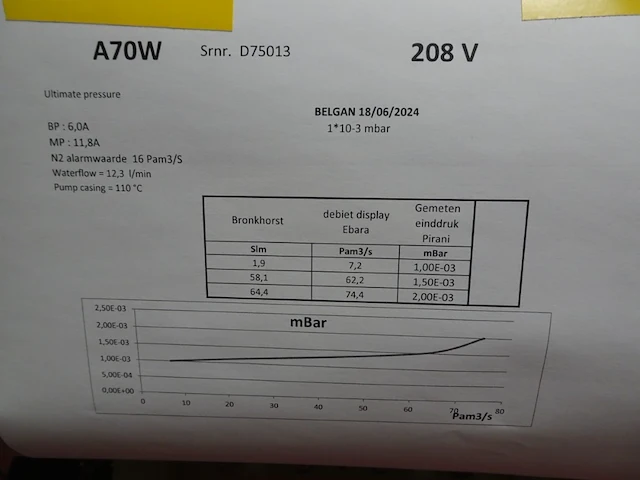 A70W Srnr. D75013 208 V
Ultimate pressure
BELGAN 18/06/2024
1*10-3 mbar
BP : 6,0A
MP : 11,8A
N2 alarmwaarde 16 Pam3/S
Waterflow = 12,3 l/min
Pump casing = 110 °C
Bronkhorst debiet display Ebara Gemeten einddruk Pirani
Slm Pam3/s mBar
1,9 7,2 1,00E-03
58,1 62,2 1,50E-03
64,4 74,4 2,00E-03
mBar
2,50E-03
2,00E-03
1,50E-03
1,00E-03
5,00E-04
0,00E+00
0 10 20 30 40 50 60 70 80
Pam3/s